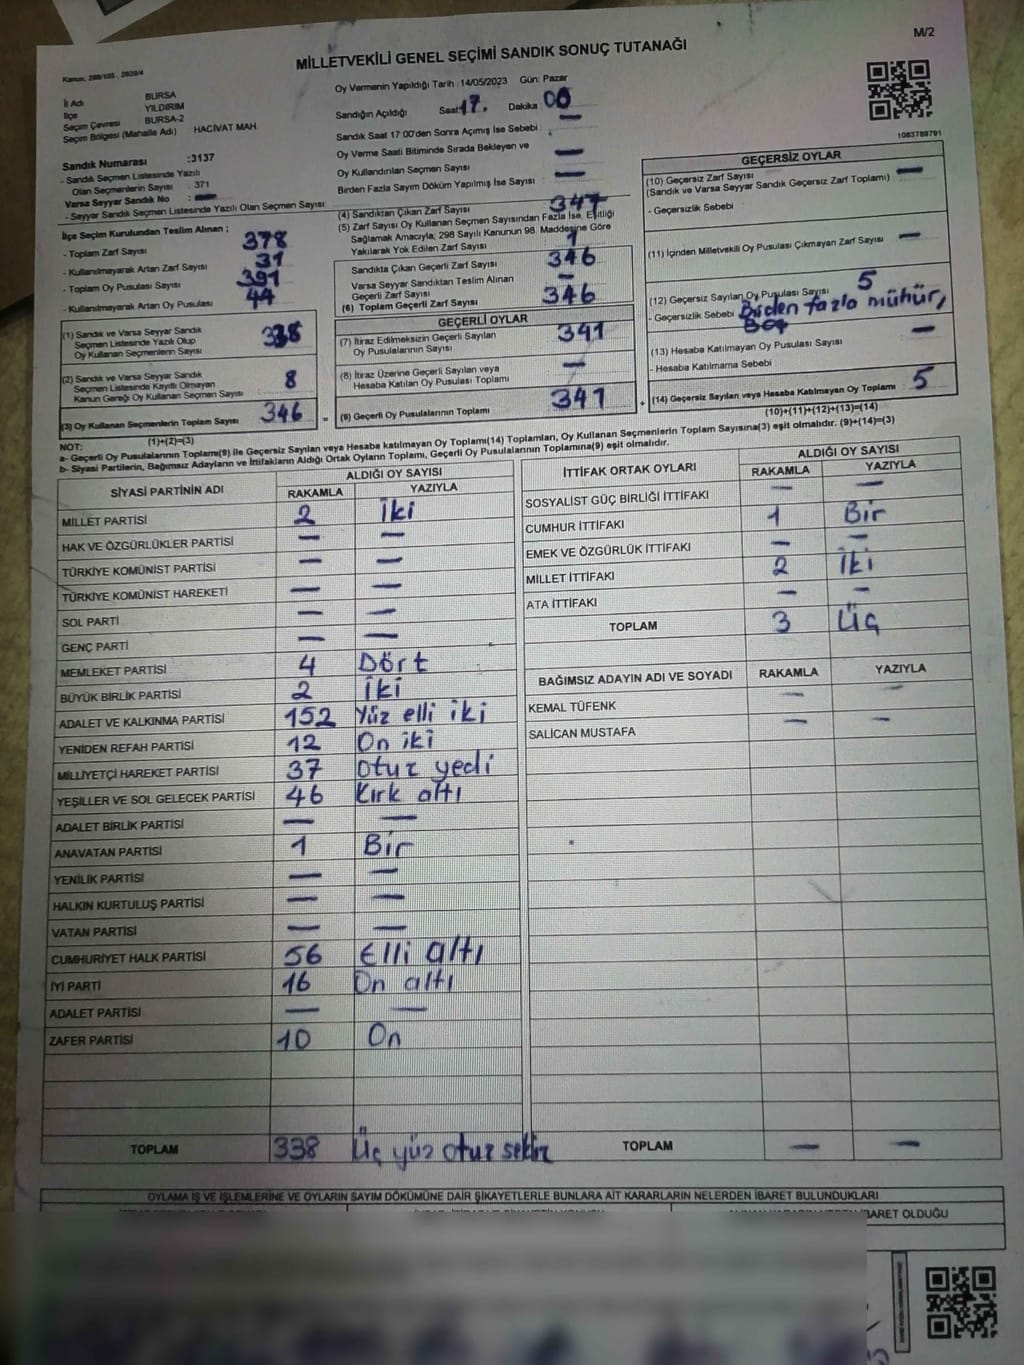 M/2
MİLLETVEKİLİ GENEL SEÇİMİ SANDIK SONUÇ TUTANAĞI
İl Adı BURSA
İlçe YILDIRIM
Seçim Çevresi BURSA-2
Seçim Bölgesi (Mahalle Adı) HACİVAT MAH.
Sandık Numarası :3137
- Sandık Seçmen Listesinde Yazılı
Olan Seçmenlerin Sayısı : 371
Varsa Seyyar Sandık No : —
- Seyyar Sandık Seçmen Listesinde Yazılı Olan Seçmen Sayısı:
İlçe Seçim Kurulundan Teslim Alınan ;
- Toplam Zarf Sayısı 378
- Kullanılmayarak Artan Zarf Sayısı 31
- Toplam Oy Pusulası Sayısı 391
- Kullanılmayarak Artan Oy Pusulası 44
(1) Sandık ve Varsa Seyyar Sandık
Seçmen Listesinde Yazılı Olup
Oy Kullanan Seçmenlerin Sayısı
(2) Sandık ve Varsa Seyyar Sandık
Seçmen Listesinde Kayıtlı Olmayan
Kanun Gereği Oy Kullanan Seçmen Sayısı 8
(3) Oy Kullanan Seçmenlerin Toplam Sayısı 346 =
(1)+(2)=(3)
Oy Vermenin Yapıldığı Tarih : 14/05/2023 Gün: Pazar
Sandığın Açıldığı Saat 17. Dakika : 00
Sandık Saat 17:00'den Sonra Açımış İse Sebebi : —
Oy Verme Saati Bitiminde Sırada Bekleyen ve
Oy Kullandırılan Seçmen Sayısı : —
Birden Fazla Sayım Döküm Yapılmış İse Sayısı : —
(4) Sandıktan Çıkan Zarf Sayısı 347
(5) Zarf Sayısı Oy Kullanan Seçmen Sayısından Fazla İse, Eşitliği
Sağlamak Amacıyla; 298 Sayılı Kanunun 98. Maddesine Göre
Yakılarak Yok Edilen Zarf Sayısı 1
Sandıkta Çıkan Geçerli Zarf Sayısı 346
Varsa Seyyar Sandıktan Teslim Alınan
Geçerli Zarf Sayısı —
(6) Toplam Geçerli Zarf Sayısı 346
GEÇERLİ OYLAR
(7) İtiraz Edilmeksizin Geçerli Sayılan
Oy Pusulalarının Sayısı 341
(8) İtiraz Üzerine Geçerli Sayılan veya
Hesaba Katılan Oy Pusulası Toplamı —
(9) Geçerli Oy Pusulalarının Toplamı 341 +
1083788791
GEÇERSİZ OYLAR
(10) Geçersiz Zarf Sayısı —
(Sandık ve Varsa Seyyar Sandık Geçersiz Zarf Toplamı)
- Geçersizlik Sebebi :
(11) İçinden Milletvekili Oy Pusulası Çıkmayan Zarf Sayısı —
(12) Geçersiz Sayılan Oy Pusulası Sayısı 5
- Geçersizlik Sebebi : Birden fazla mühür,
Boş
(13) Hesaba Katılmayan Oy Pusulası Sayısı —
- Hesaba Katılmama Sebebi :
(14) Geçersiz Sayılan veya Hesaba Katılmayan Oy Toplamı : 5
(10)+(11)+(12)+(13)=(14)
NOT:
a- Geçerli Oy Pusulalarının Toplamı(9) ile Geçersiz Sayılan veya Hesaba katılmayan Oy Toplamı(14) Toplamları, Oy Kullanan Seçmenlerin Toplam Sayısına(3) eşit olmalıdır. (9)+(14)=(3)
b- Siyasi Partilerin, Bağımsız Adayların ve İttifakların Aldığı Ortak Oyların Toplamı, Geçerli Oy Pusulalarının Toplamına(9) eşit olmalıdır.
SİYASİ PARTİNİN ADI ALDIĞI OY SAYISI
RAKAMLA YAZIYLA
MİLLET PARTİSİ 2 İki
HAK VE ÖZGÜRLÜKLER PARTİSİ — —
TÜRKİYE KOMÜNİST PARTİSİ — —
TÜRKİYE KOMÜNİST HAREKETİ — —
SOL PARTİ — —
GENÇ PARTİ — —
MEMLEKET PARTİSİ 4 Dört
BÜYÜK BİRLİK PARTİSİ 2 iki
ADALET VE KALKINMA PARTİSİ 152 Yüz elli iki
YENİDEN REFAH PARTİSİ 12 On iki
MİLLİYETÇİ HAREKET PARTİSİ 37 Otuz yedi
YEŞİLLER VE SOL GELECEK PARTİSİ 46 Kırk altı
ADALET BİRLİK PARTİSİ — —
ANAVATAN PARTİSİ 1 Bir
YENİLİK PARTİSİ — —
HALKIN KURTULUŞ PARTİSİ — —
VATAN PARTİSİ — —
CUMHURİYET HALK PARTİSİ 56 Elli altı
İYİ PARTİ 16 On altı
ADALET PARTİSİ — —
ZAFER PARTİSİ 10 On
TOPLAM 338 Üç yüz otuz sekiz
İTTİFAK ORTAK OYLARI ALDIĞI OY SAYISI
RAKAMLA YAZIYLA
SOSYALİST GÜÇ BİRLİĞİ İTTİFAKI — —
CUMHUR İTTİFAKI 1 Bir
EMEK VE ÖZGÜRLÜK İTTİFAKI — —
MİLLET İTTİFAKI 2 İki
ATA İTTİFAKI — —
TOPLAM 3 Üç
BAĞIMSIZ ADAYIN ADI VE SOYADI RAKAMLA YAZIYLA
KEMAL TÜFENK — —
SALİCAN MUSTAFA — —
TOPLAM — —
OYLAMA İŞ VE İŞLEMLERİNE VE OYLARIN SAYIM DÖKÜMÜNE DAİR ŞİKAYETLERLE BUNLARA AİT KARARLARIN NELERDEN İBARET BULUNDUKLARI
İBARET OLDUĞU